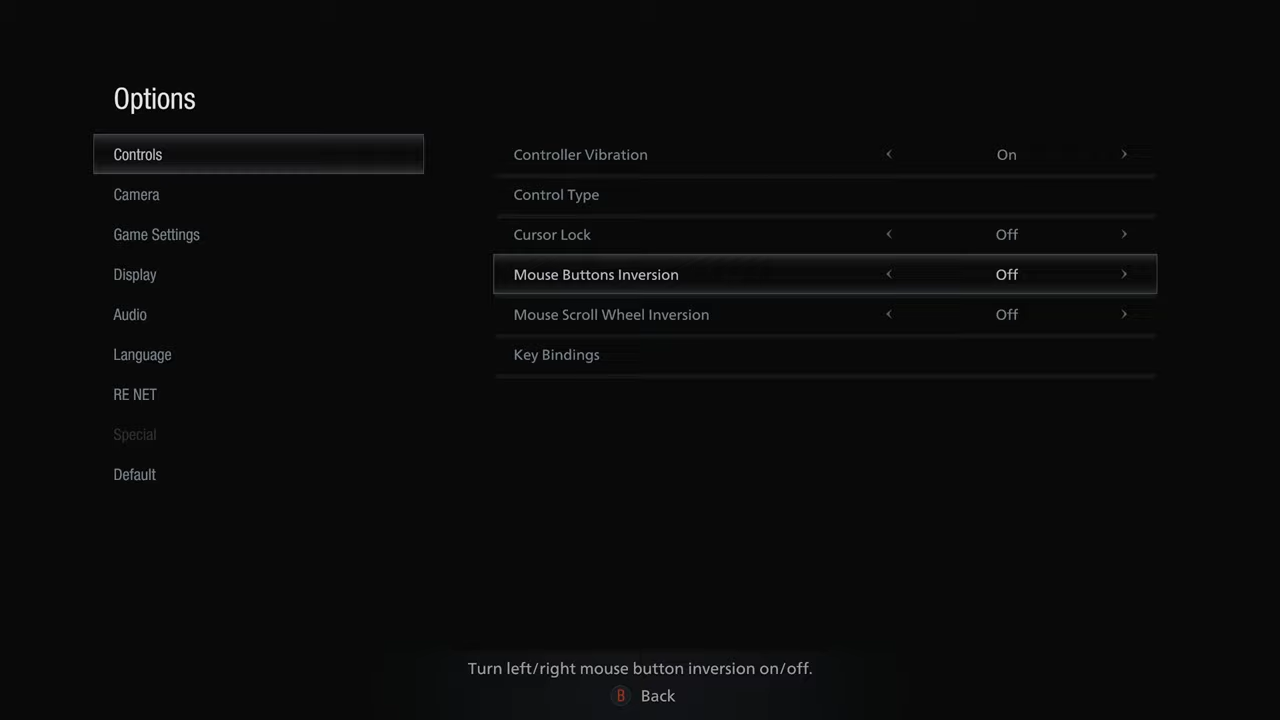 Options
Controls
Camera
Game Settings
Display
Audio
Language
RE NET
Special
Default
Controller Vibration < On >
Control Type
Cursor Lock < Off >
Mouse Buttons Inversion < Off >
Mouse Scroll Wheel Inversion < Off >
Key Bindings
Turn left/right mouse button inversion on/off.
B Back